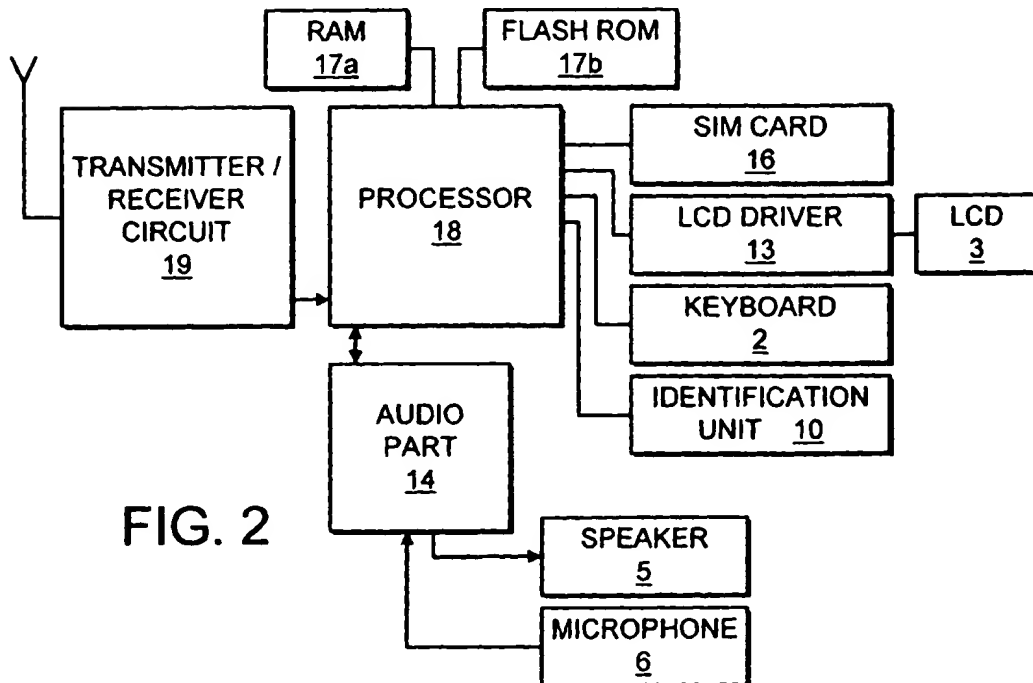 RAM
17a
FLASH ROM
17b
TRANSMITTER /
RECEIVER
CIRCUIT
19
PROCESSOR
18
SIM CARD
16
LCD DRIVER
13
LCD
3
KEYBOARD
2
IDENTIFICATION
UNIT 10
AUDIO
PART
14
FIG. 2
SPEAKER
5
MICROPHONE
6